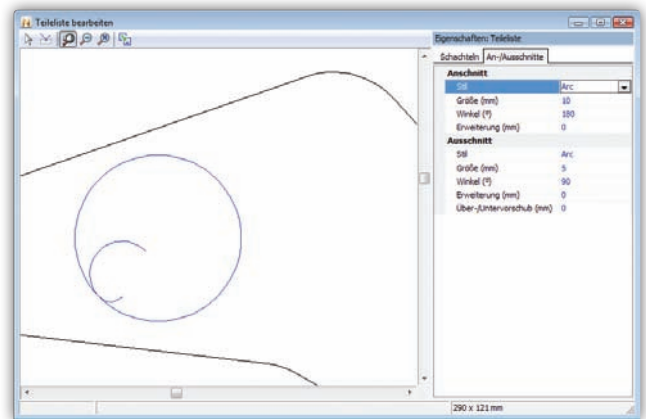 Teileliste bearbeiten
Eigenschaften: Teileliste
Schachteln An-/Ausschnitte
Anschnitt
Stil Arc
Größe (mm) 10
Winkel (º) 180
Erweiterung (mm) 0
Ausschnitt
Stil Arc
Größe (mm) 5
Winkel (º) 90
Erweiterung (mm) 0
Über-/Untervorschub (mm) 0
290 x 121 mm